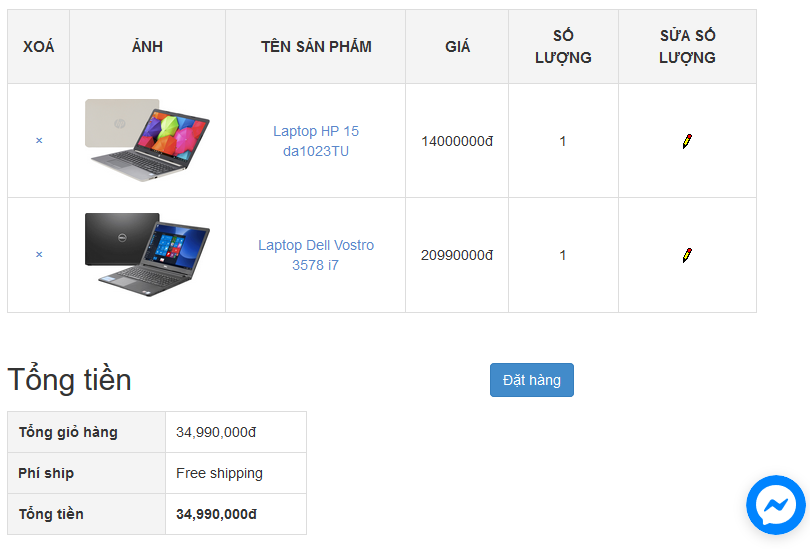 XOÁ
ẢNH
TÊN SẢN PHẨM
GIÁ
SỐ
LƯỢNG
SỬA SỐ
LƯỢNG
×
Laptop HP 15
da1023TU
14000000đ
1
×
Laptop Dell Vostro
3578 i7
20990000đ
1
Tổng tiền
Đặt hàng
Tổng giỏ hàng
34,990,000đ
Phí ship
Free shipping
Tổng tiền
34,990,000đ